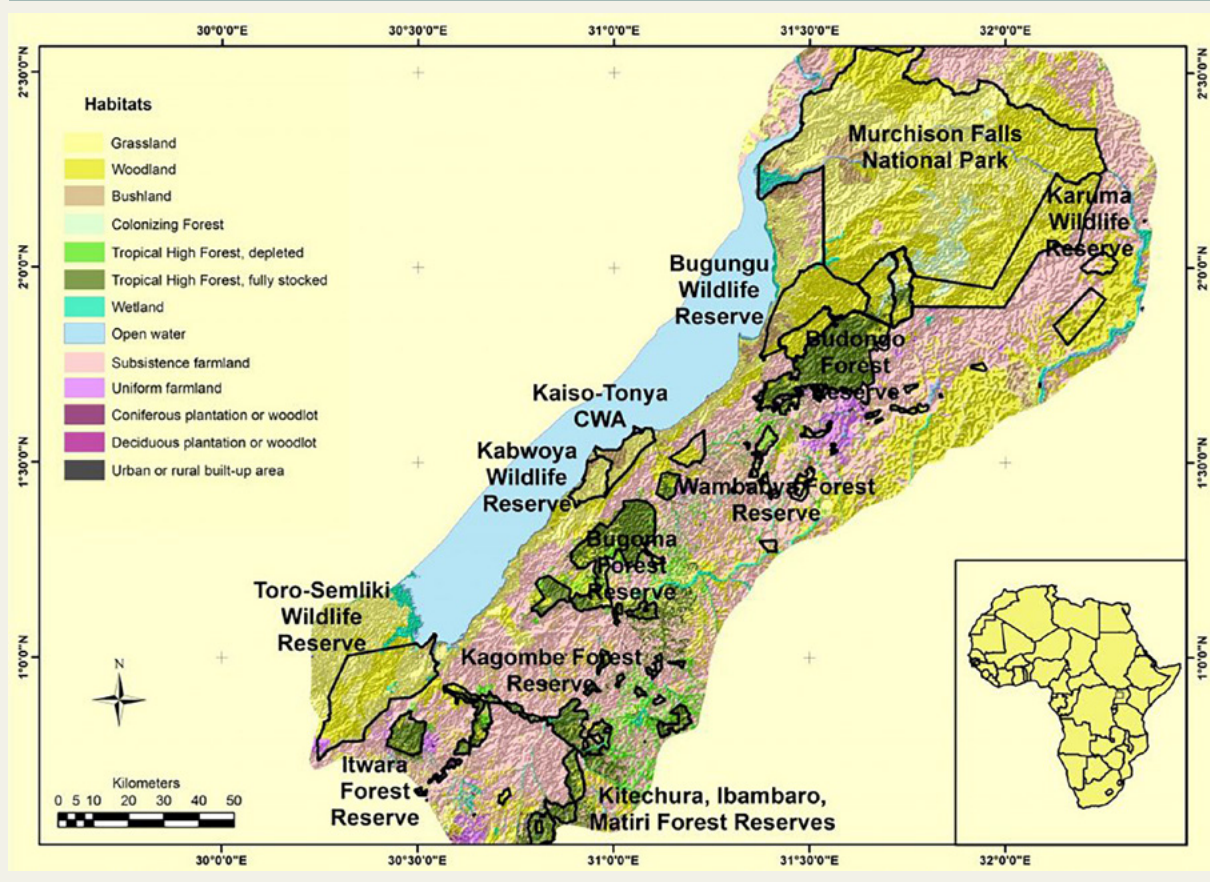 30°0'0"E
30°30'0"E
31°0'0"E
31°30'0"E
32°0'0"E
2°30'0"N
2°0'0"N
1°30'0"N
1°0'0"N
Habitats
Grassland
Woodland
Bushland
Colonizing Forest
Tropical High Forest, depleted
Tropical High Forest, fully stocked
Wetland
Open water
Subsistence farmland
Uniform farmland
Coniferous plantation or woodlot
Deciduous plantation or woodlot
Urban or rural built-up area
Murchison Falls
National Park
Karuma
Wildlife
Reserve
Bugungu
Wildlife
Reserve
Budongo
Forest
Reserve
Kaiso-Tonya
CWA
Kabwoya
Wildlife
Reserve
Wambabya Forest
Reserve
Bugoma
Forest
Reserve
Toro-Semliki
Wildlife
Reserve
Kagombe Forest
Reserve
Itwara
Forest
Reserve
Kitechura, Ibambaro,
Matiri Forest Reserves
N
Kilometers
0 5 10 20 30 40 50
2°30'0"N
2°0'0"N
1°30'0"N
1°0'0"N
30°0'0"E
30°30'0"E
31°0'0"E
31°30'0"E
32°0'0"E